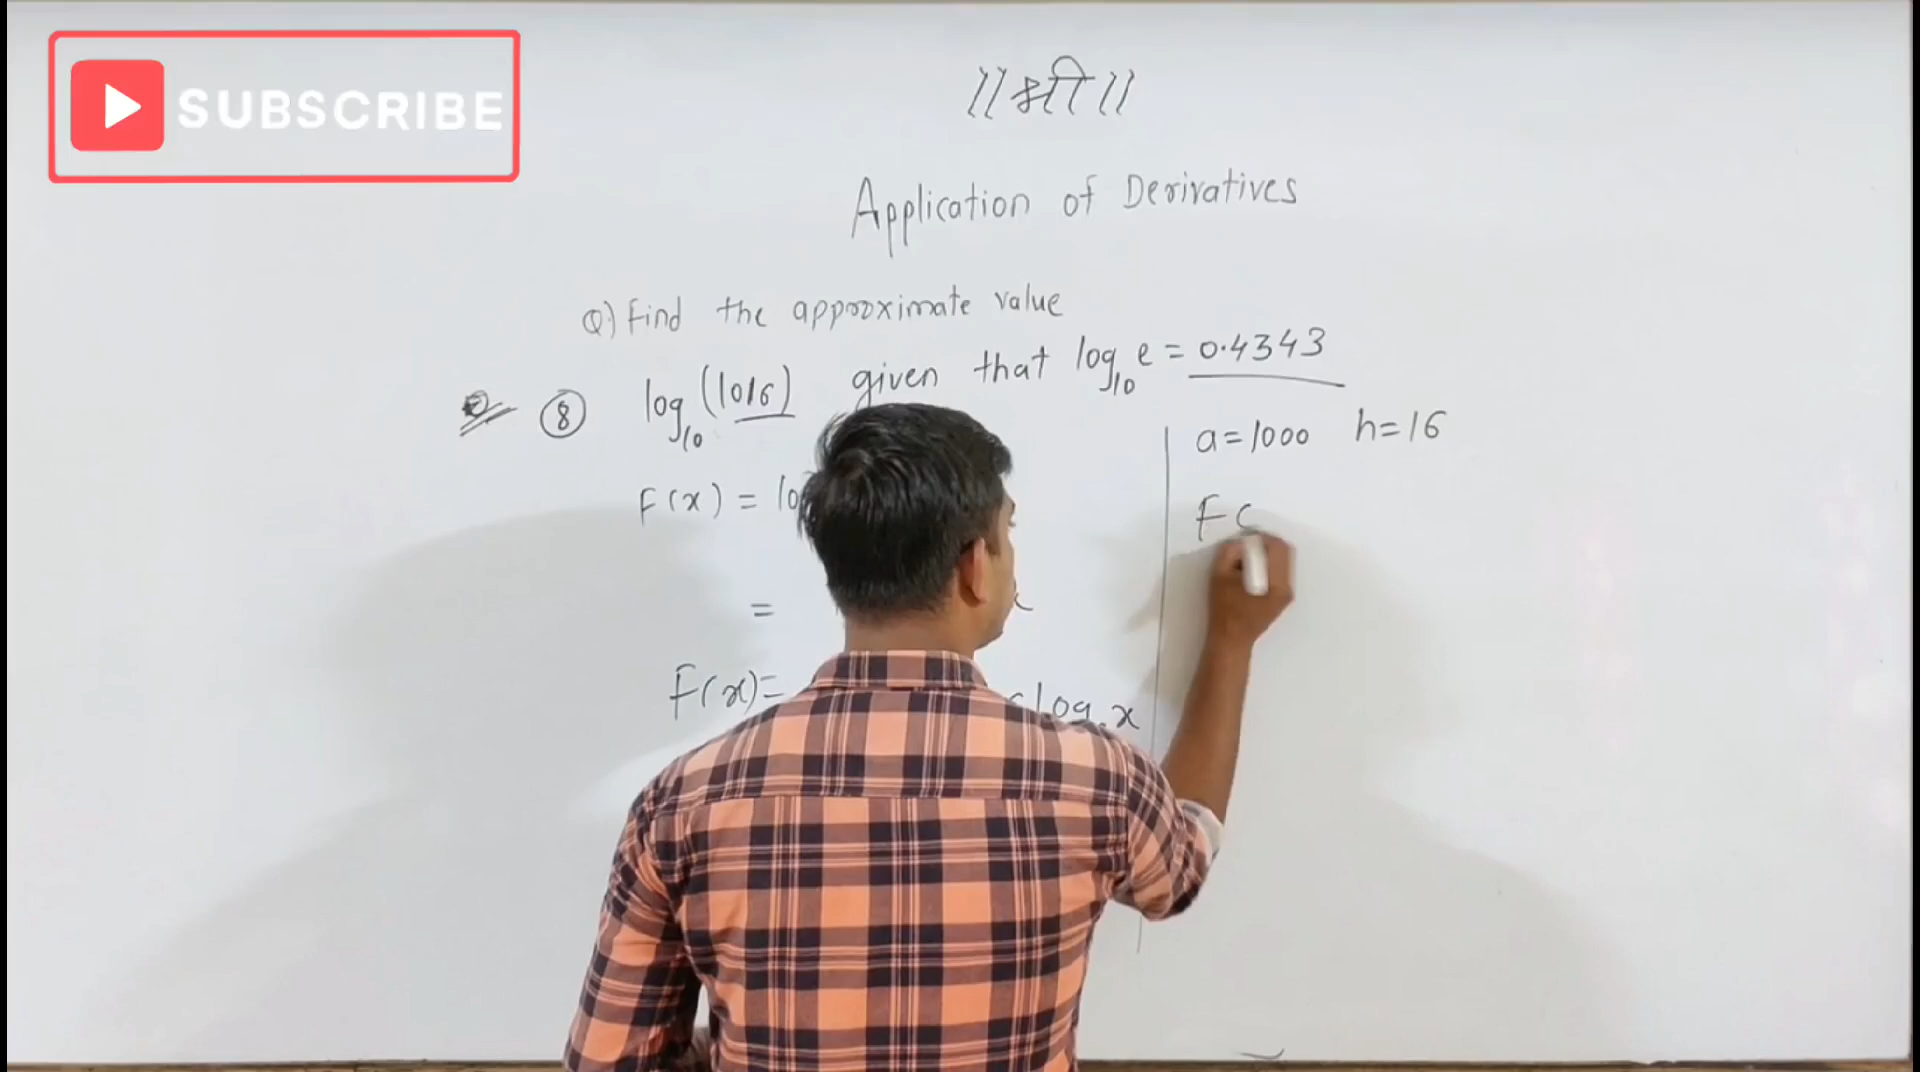 SUBSCRIBE
॥ श्री ॥
Application of Derivatives
Q.) Find the approximate value
⑧ log₁₀ (1016) given that log₁₀ e = 0.4343
a=1000 h=16
F(x) = lo
F(
=
F(x)=
log x